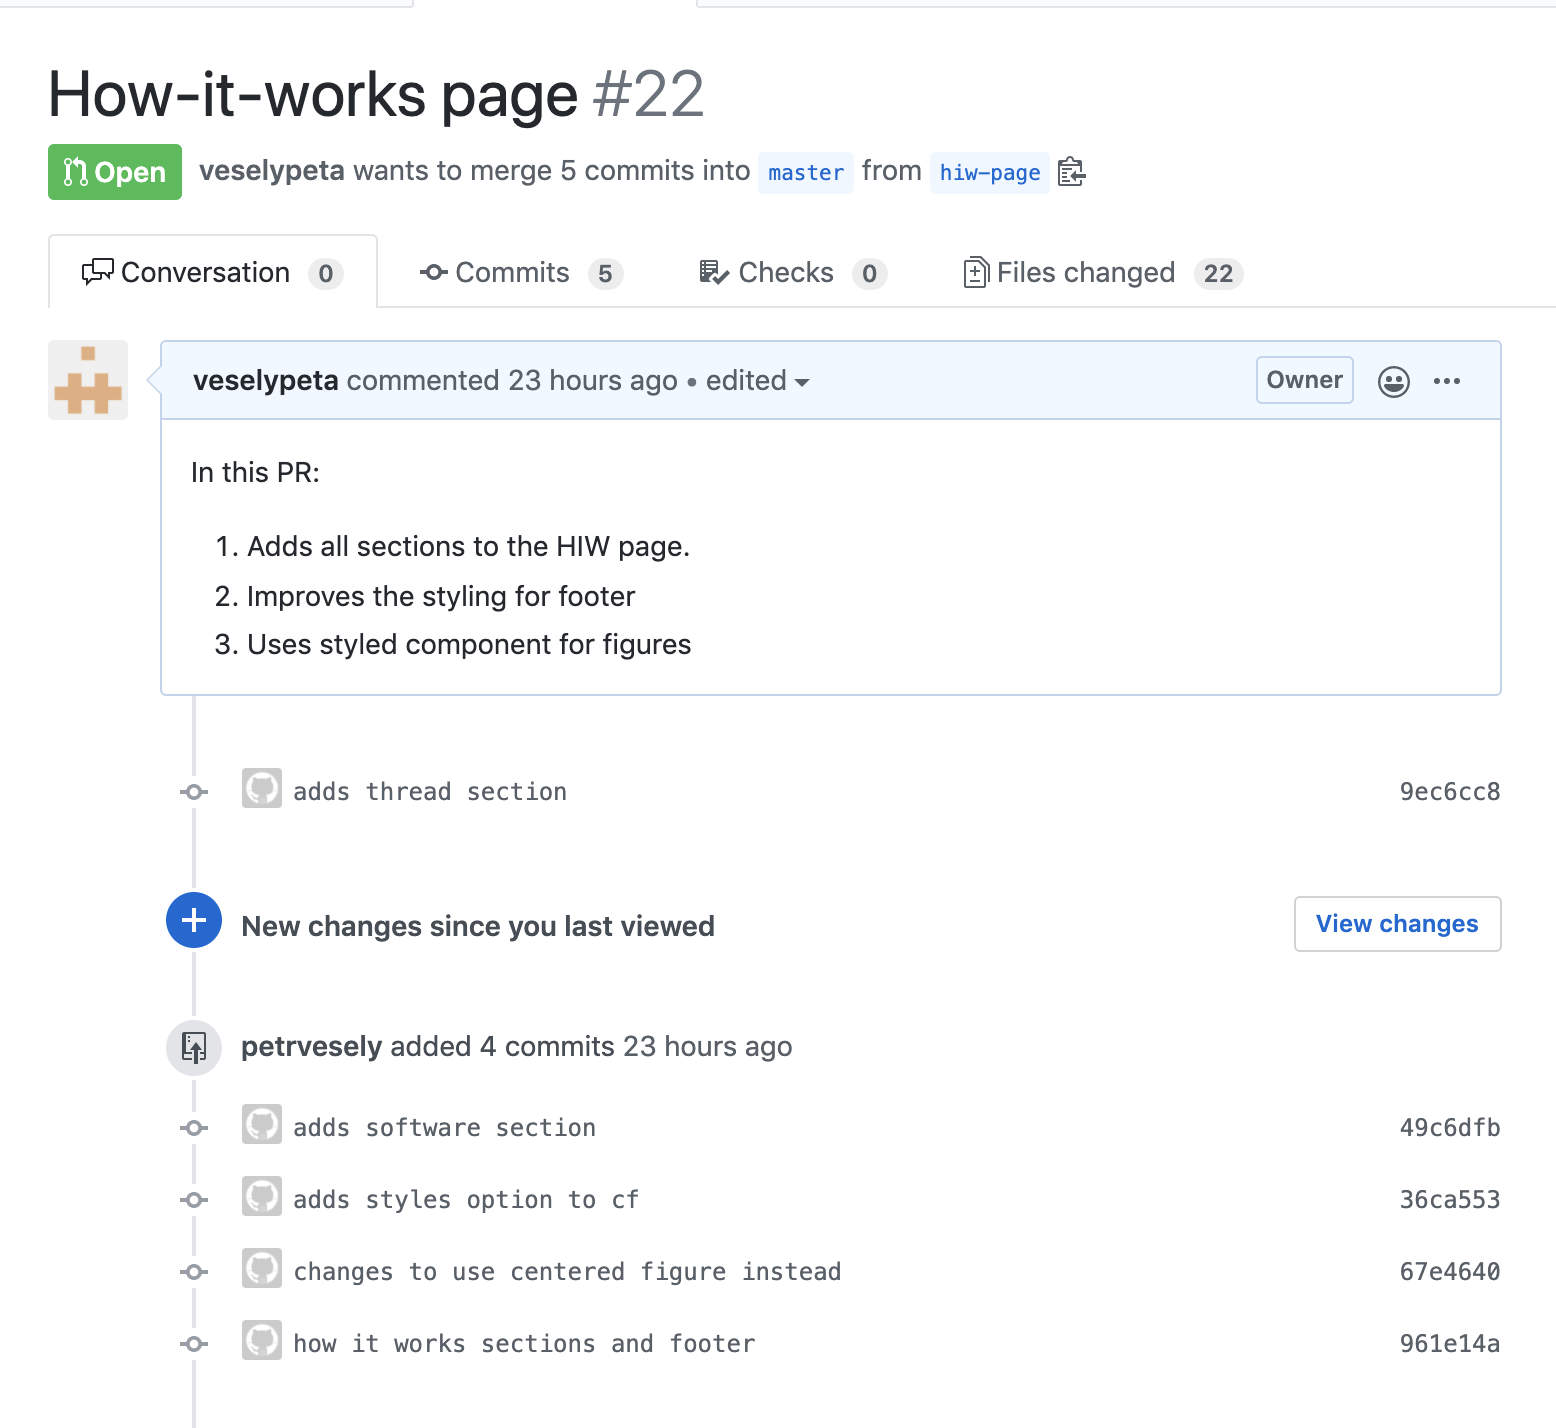 How-it-works page #22
Open veselypeta wants to merge 5 commits into master from hiw-page
Conversation 0 Commits 5 Checks 0 Files changed 22
veselypeta commented 23 hours ago • edited Owner
In this PR:
1. Adds all sections to the HIW page.
2. Improves the styling for footer
3. Uses styled component for figures
adds thread section 9ec6cc8
New changes since you last viewed View changes
petrvesely added 4 commits 23 hours ago
adds software section 49c6dfb
adds styles option to cf 36ca553
changes to use centered figure instead 67e4640
how it works sections and footer 961e14a